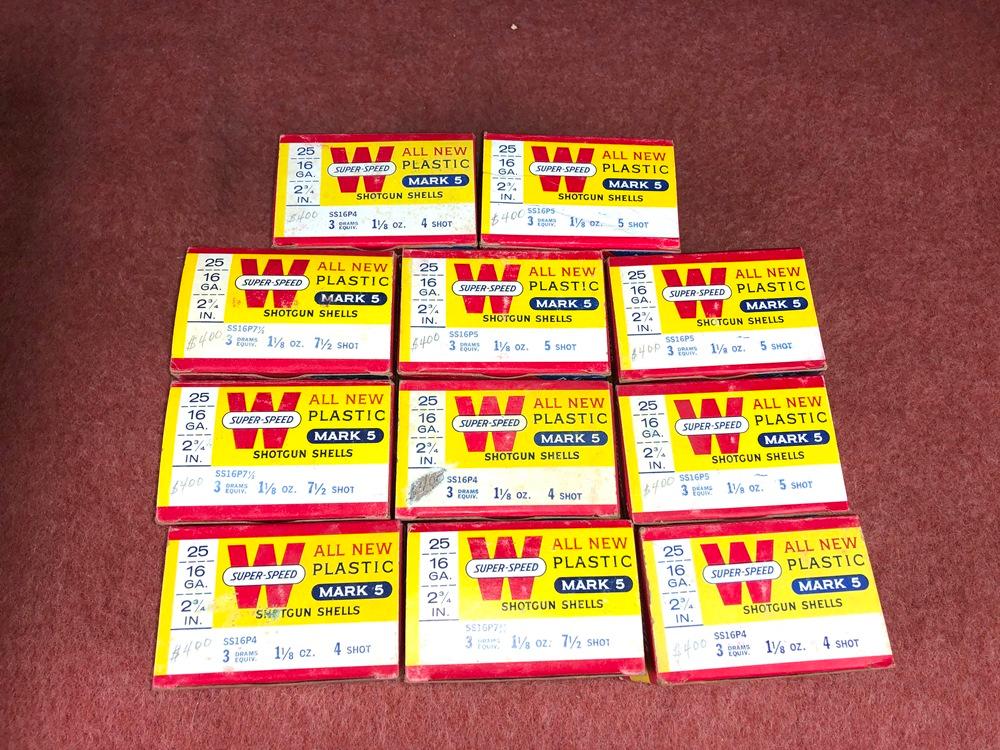 25
16
GA.
2¾
IN.
W
SUPER-SPEED
ALL NEW
PLASTIC
MARK 5
SHOTGUN SHELLS
$400
SS16P4
3 DRAMS EQUIV. 1⅛ OZ. 4 SHOT
25
16
GA.
2¾
IN.
W
SUPER-SPEED
ALL NEW
PLASTIC
MARK 5
SHOTGUN SHELLS
$400
SS16P5
3 DRAMS EQUIV. 1⅛ OZ. 5 SHOT
25
16
GA.
2¾
IN.
W
SUPER-SPEED
ALL NEW
PLASTIC
MARK 5
SHOTGUN SHELLS
$400
SS16P7½
3 DRAMS EQUIV. 1⅛ OZ. 7½ SHOT
25
16
GA.
2¾
IN.
W
SUPER-SPEED
ALL NEW
PLASTIC
MARK 5
SHOTGUN SHELLS
$400
SS16P5
3 DRAMS EQUIV. 1⅛ OZ. 5 SHOT
25
16
GA.
2¾
IN.
W
SUPER-SPEED
ALL NEW
PLASTIC
MARK 5
SHOTGUN SHELLS
$400
SS16P5
3 DRAMS EQUIV. 1⅛ OZ. 5 SHOT
25
16
GA.
2¾
IN.
W
SUPER-SPEED
ALL NEW
PLASTIC
MARK 5
SHOTGUN SHELLS
$400
SS16P7½
3 DRAMS EQUIV. 1⅛ OZ. 7½ SHOT
25
16
GA.
2¾
IN.
W
SUPER-SPEED
ALL NEW
PLASTIC
MARK 5
SHOTGUN SHELLS
SS16P4
3 DRAMS EQUIV. 1⅛ OZ. 4 SHOT
25
16
GA.
2¾
IN.
W
SUPER-SPEED
ALL NEW
PLASTIC
MARK 5
SHOTGUN SHELLS
$400
SS16P5
3 DRAMS EQUIV. 1⅛ OZ. 5 SHOT
25
16
GA.
2¾
IN.
W
SUPER-SPEED
ALL NEW
PLASTIC
MARK 5
SHOTGUN SHELLS
$400
SS16P4
3 DRAMS EQUIV. 1⅛ OZ. 4 SHOT
25
16
GA.
2¾
IN.
W
SUPER-SPEED
ALL NEW
PLASTIC
MARK 5
SHOTGUN SHELLS
SS16P7½
3 DRAMS EQUIV. 1⅛ OZ. 7½ SHOT
25
16
GA.
2¾
IN.
W
SUPER-SPEED
ALL NEW
PLASTIC
MARK 5
SHOTGUN SHELLS
$400
SS16P4
3 DRAMS EQUIV. 1⅛ OZ. 4 SHOT